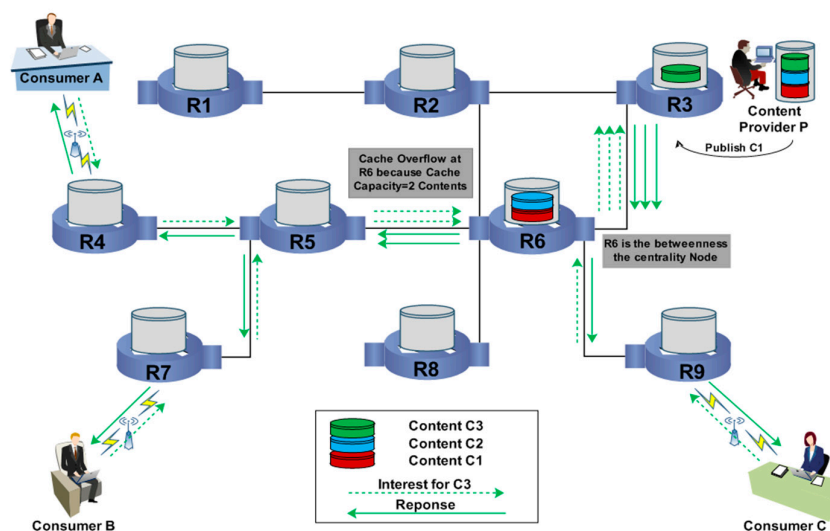 Consumer A
R1
R2
R3
Content
Provider P
Publish C1
Cache Overflow at
R6 because Cache
Capacity=2 Contents
R4
R5
R6
R6 is the betweenness
the centrality Node
R7
R8
R9
Content C3
Content C2
Content C1
Interest for C3
Reponse
Consumer B
Consumer C